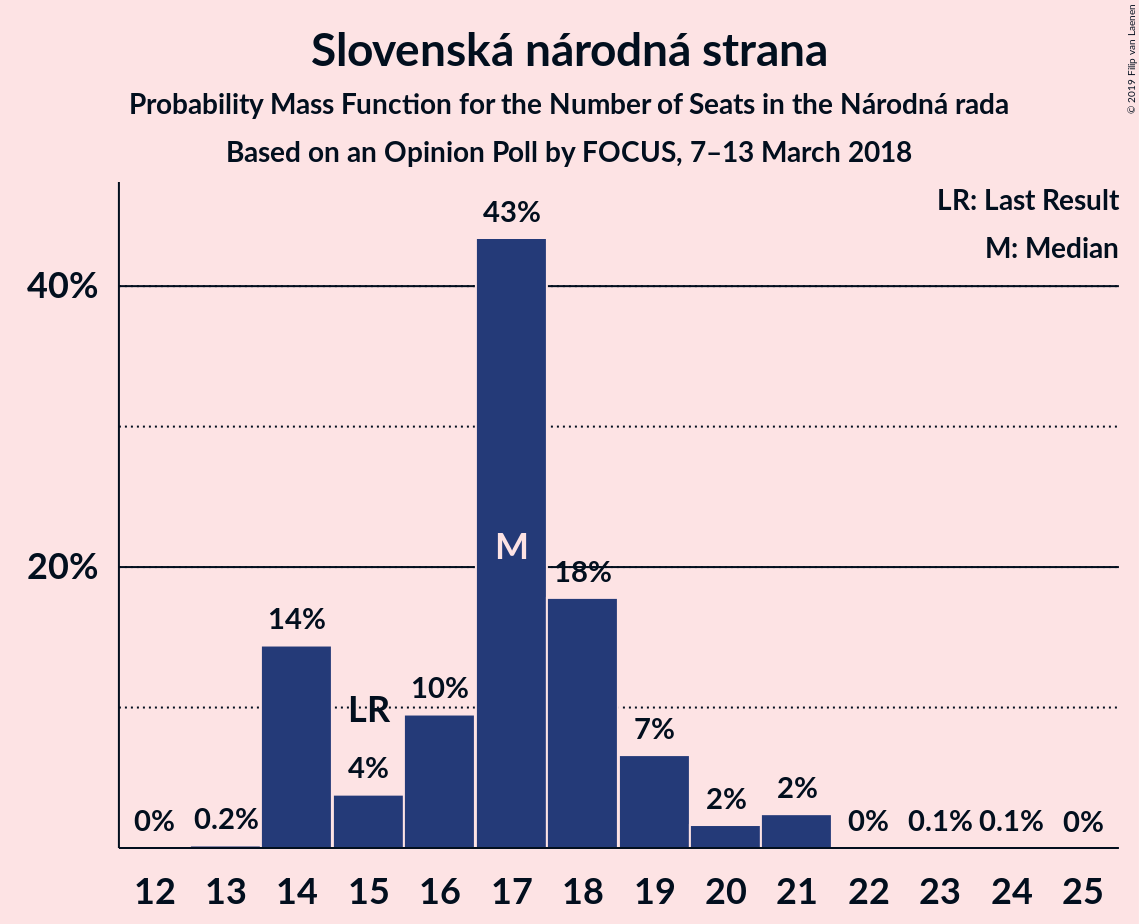 Slovenská národná strana
Probability Mass Function for the Number of Seats in the Národná rada
Based on an Opinion Poll by FOCUS, 7–13 March 2018
© 2019 Filip van Laenen
LR: Last Result
M: Median
40%
20%
0%
0.2%
14%
LR
4%
10%
43%
M
18%
7%
2%
2%
0%
0.1%
0.1%
0%
12 13 14 15 16 17 18 19 20 21 22 23 24 25